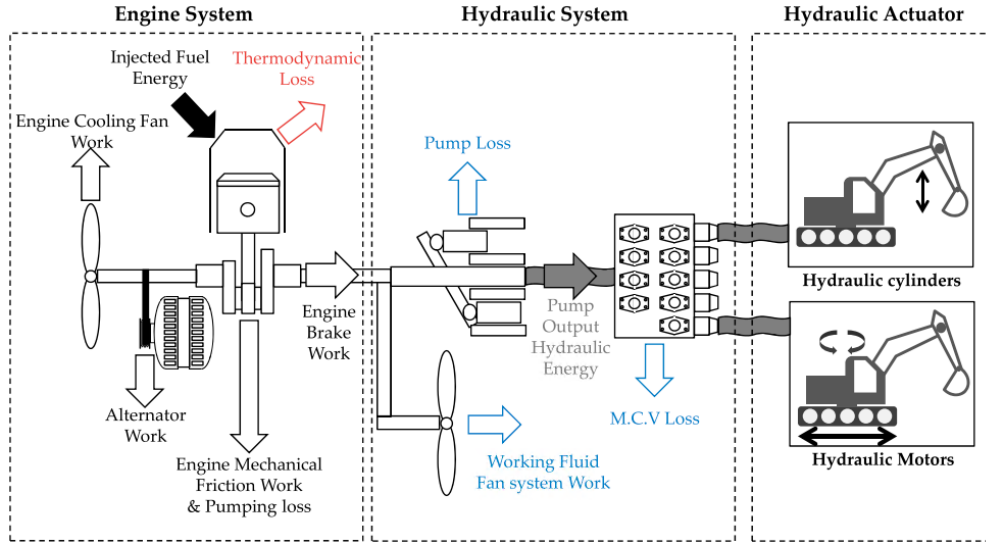 Engine System
Hydraulic System
Hydraulic Actuator
Injected Fuel
Energy
Thermodynamic
Loss
Engine Cooling Fan
Work
Alternator
Work
Engine Mechanical
Friction Work
& Pumping loss
Engine
Brake
Work
Pump Loss
Pump
Output
Hydraulic
Energy
M.C.V Loss
Working Fluid
Fan system Work
Hydraulic cylinders
Hydraulic Motors